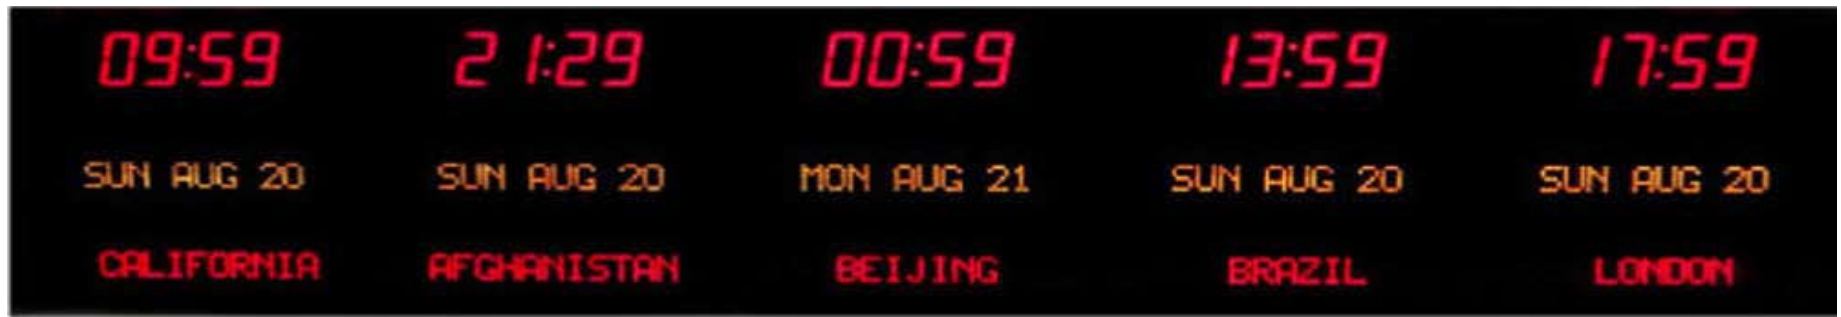 09:59 21:29 00:59 13:59 17:59
SUN AUG 20 SUN AUG 20 MON AUG 21 SUN AUG 20 SUN AUG 20
CALIFORNIA AFGHANISTAN BEIJING BRAZIL LONDON